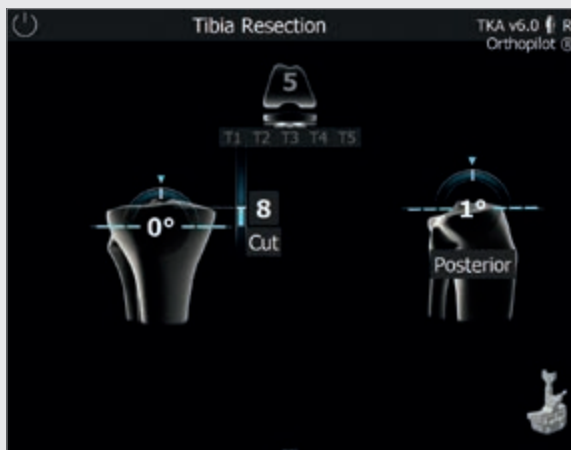 Tibia Resection
TKA v6.0 R
Orthopilot ®
5
T1 T2 T3 T4 T5
0°
8
Cut
1°
Posterior